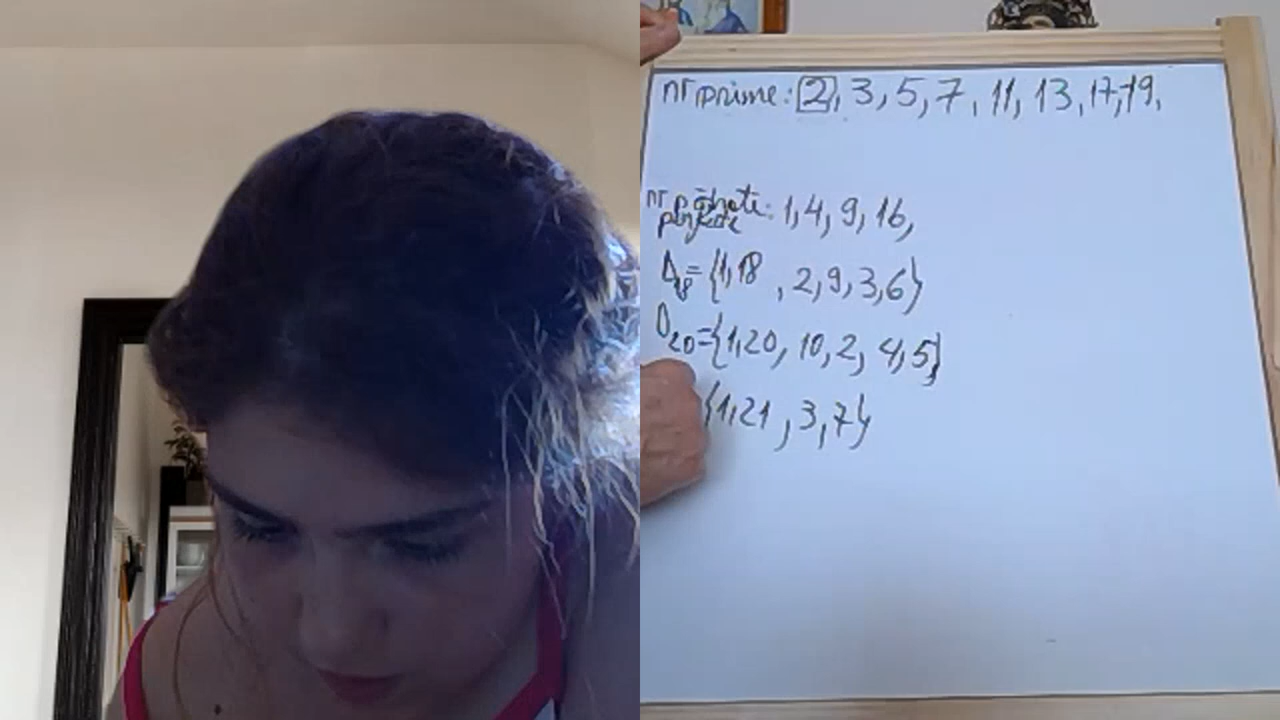 nr prime: 2, 3, 5, 7, 11, 13, 17, 19,
nr pătrate: 1, 4, 9, 16,
perfecte
D18={1,18 , 2, 9, 3, 6}
D20={1,20, 10, 2, 4, 5}
{1,21 , 3, 7}